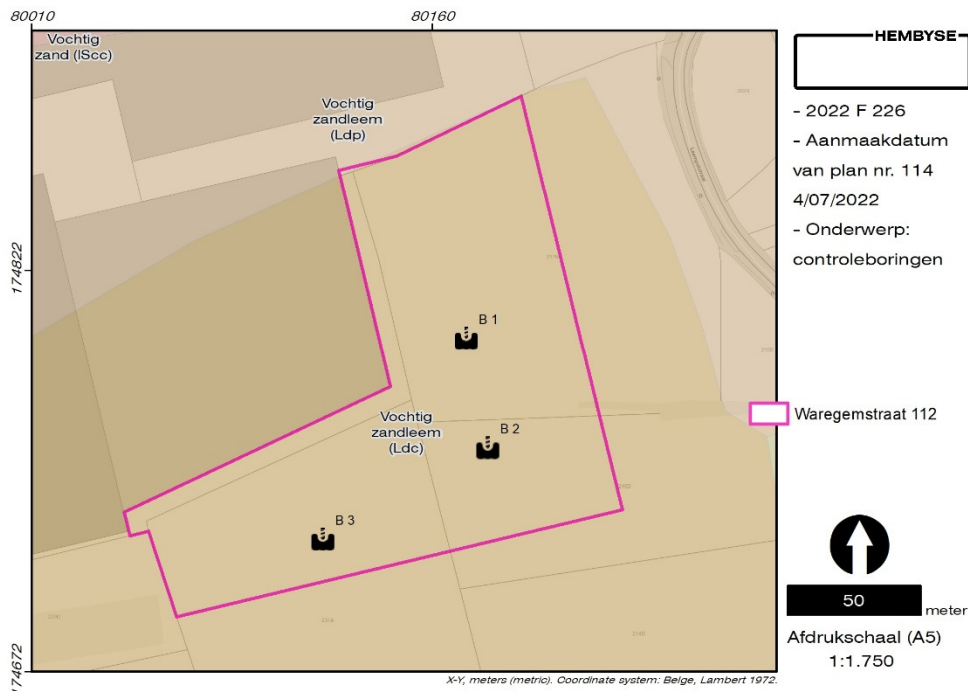 80010
80160
Vochtig
zand (lScc)
Vochtig
zandleem
(Ldp)
174822
B 1
Vochtig
zandleem
(Ldc)
B 2
B 3
174672
X-Y, meters (metric). Coordinate system: Belge, Lambert 1972.
HEMBYSE
- 2022 F 226
- Aanmaakdatum
van plan nr. 114
4/07/2022
- Onderwerp:
controleboringen
Waregemstraat 112
50
meter
Afdrukschaal (A5)
1:1.750